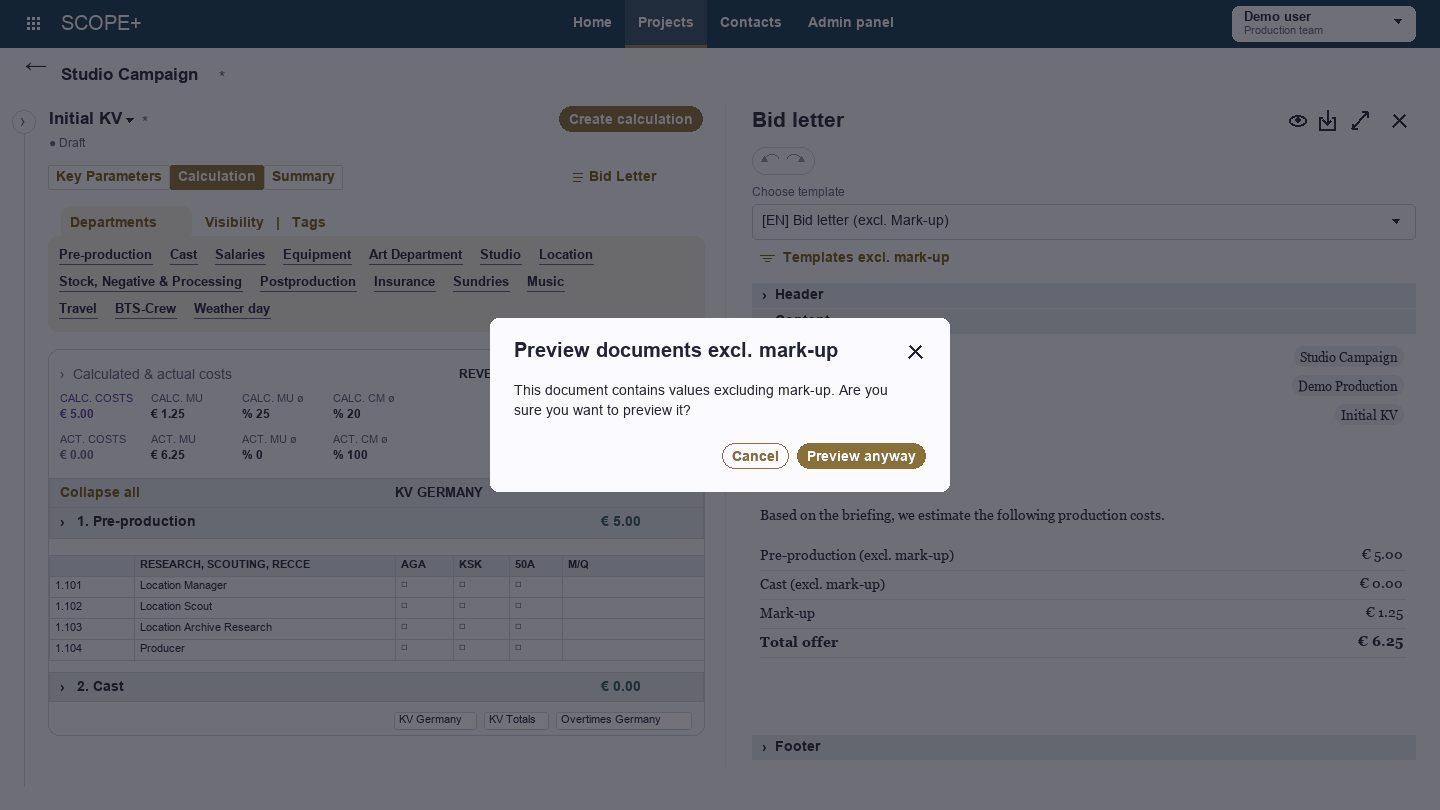 SCOPE+
Home
Projects
Contacts
Admin panel
Demo user
Production team
Studio Campaign *
Initial KV *
Create calculation
● Draft
Key Parameters
Calculation
Summary
Bid Letter
Departments
Visibility | Tags
Pre-production Cast Salaries Equipment Art Department Studio Location
Stock, Negative & Processing Postproduction Insurance Sundries Music
Travel BTS-Crew Weather day
› Calculated & actual costs
CALC. COSTS CALC. MU CALC. MU ø CALC. CM ø
€ 5.00 € 1.25 % 25 % 20
ACT. COSTS ACT. MU ACT. MU ø ACT. CM ø
€ 0.00 € 6.25 % 0 % 100
Collapse all KV GERMANY
› 1. Pre-production € 5.00
RESEARCH, SCOUTING, RECCE AGA KSK 50A M/Q
1.101 Location Manager
1.102 Location Scout
1.103 Location Archive Research
1.104 Producer
› 2. Cast € 0.00
KV Germany KV Totals Overtimes Germany
Bid letter
Choose template
[EN] Bid letter (excl. Mark-up)
Templates excl. mark-up
› Header
Content
Studio Campaign
Demo Production
Initial KV
Based on the briefing, we estimate the following production costs.
Pre-production (excl. mark-up) € 5.00
Cast (excl. mark-up) € 0.00
Mark-up € 1.25
Total offer € 6.25
› Footer
Preview documents excl. mark-up
This document contains values excluding mark-up. Are you
sure you want to preview it?
Cancel
Preview anyway